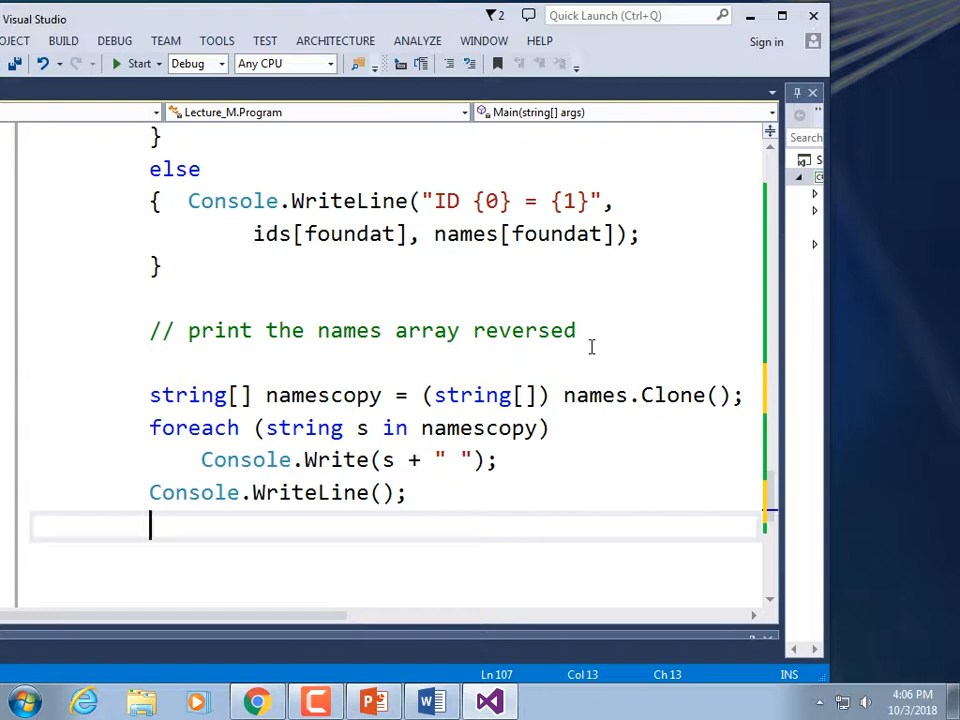 Visual Studio
2
Quick Launch (Ctrl+Q)
OJECT BUILD DEBUG TEAM TOOLS TEST ARCHITECTURE ANALYZE WINDOW HELP
Sign in
Start Debug Any CPU
Lecture_M.Program Main(string[] args)
Search
}
else
{ Console.WriteLine("ID {0} = {1}",
ids[foundat], names[foundat]);
}
// print the names array reversed
string[] namescopy = (string[]) names.Clone();
foreach (string s in namescopy)
Console.Write(s + " ");
Console.WriteLine();
Ln 107 Col 13 Ch 13 INS
4:06 PM
10/3/2018